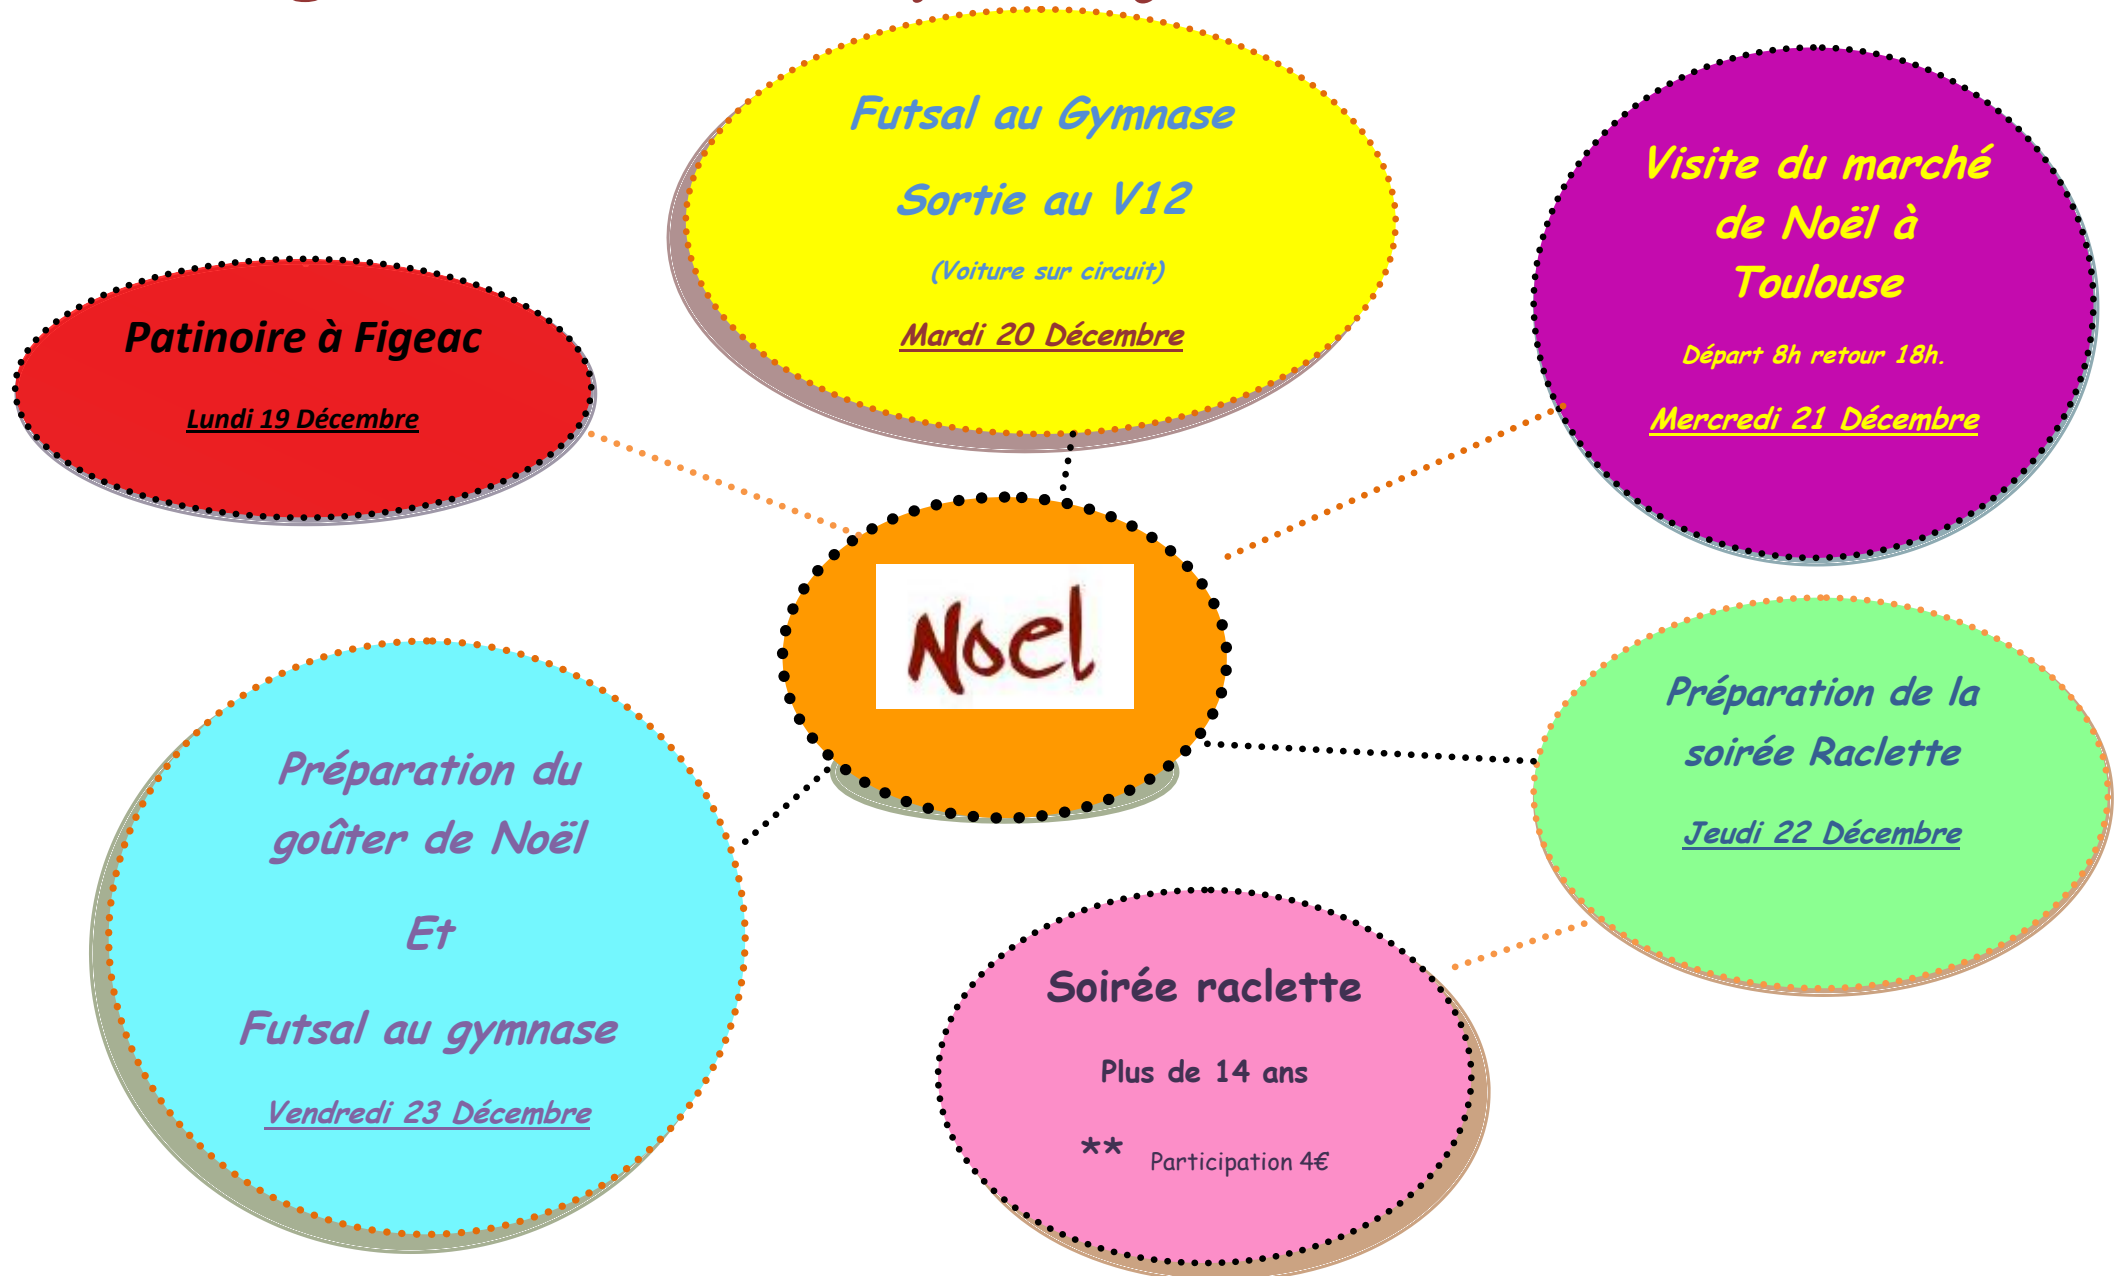 Patinoire à Figeac
Lundi 19 Décembre
Futsal au Gymnase
Sortie au V12
(Voiture sur circuit)
Mardi 20 Décembre
Visite du marché
de Noël à
Toulouse
Départ 8h retour 18h.
Mercredi 21 Décembre
Noel
Préparation de la
soirée Raclette
Jeudi 22 Décembre
Soirée raclette
Plus de 14 ans
** Participation 4€
Préparation du
goûter de Noël
Et
Futsal au gymnase
Vendredi 23 Décembre